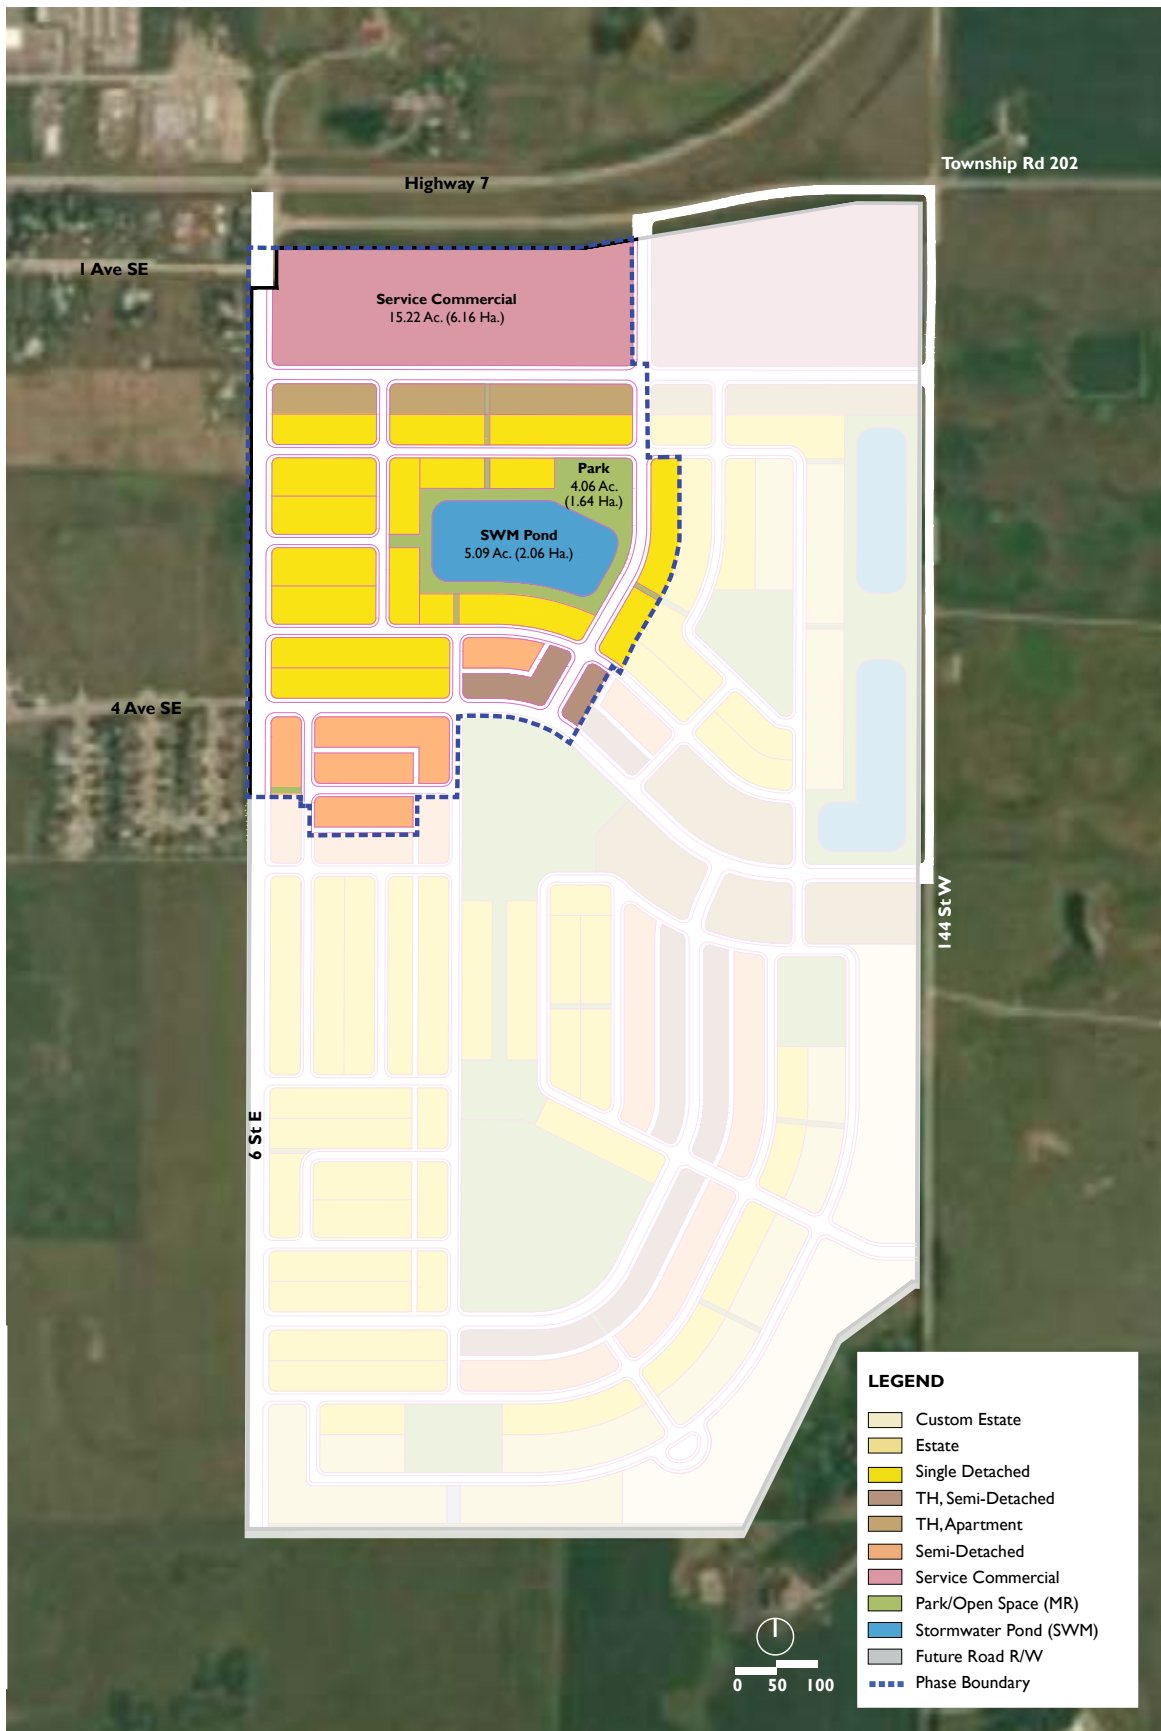 Township Rd 202
Highway 7
1 Ave SE
Service Commercial
15.22 Ac. (6.16 Ha.)
Park
4.06 Ac.
(1.64 Ha.)
SWM Pond
5.09 Ac. (2.06 Ha.)
4 Ave SE
144 St W
6 St E
LEGEND
Custom Estate
Estate
Single Detached
TH, Semi-Detached
TH, Apartment
Semi-Detached
Service Commercial
Park/Open Space (MR)
Stormwater Pond (SWM)
Future Road R/W
Phase Boundary
0 50 100